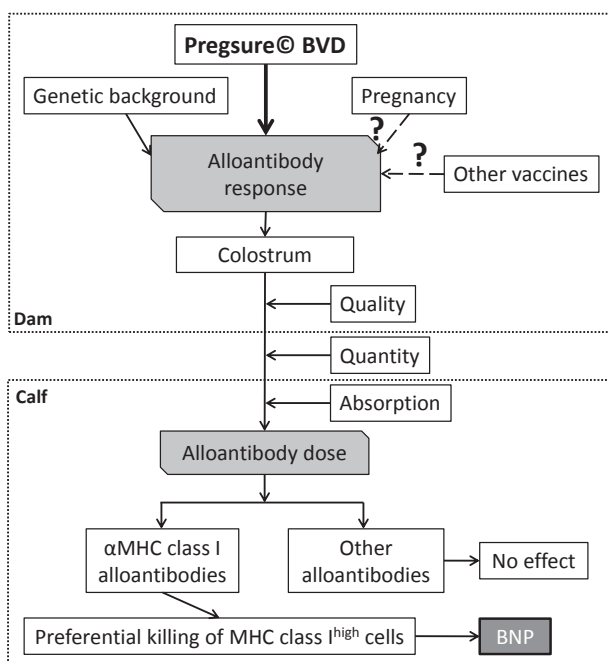 Pregsure© BVD
Genetic background
Pregnancy
?
?
Alloantibody
response
Other vaccines
Colostrum
Quality
Dam
Quantity
Calf
Absorption
Alloantibody dose
αMHC class I
alloantibodies
Other
alloantibodies
No effect
Preferential killing of MHC class Iʰⁱᵍʰ cells
BNP